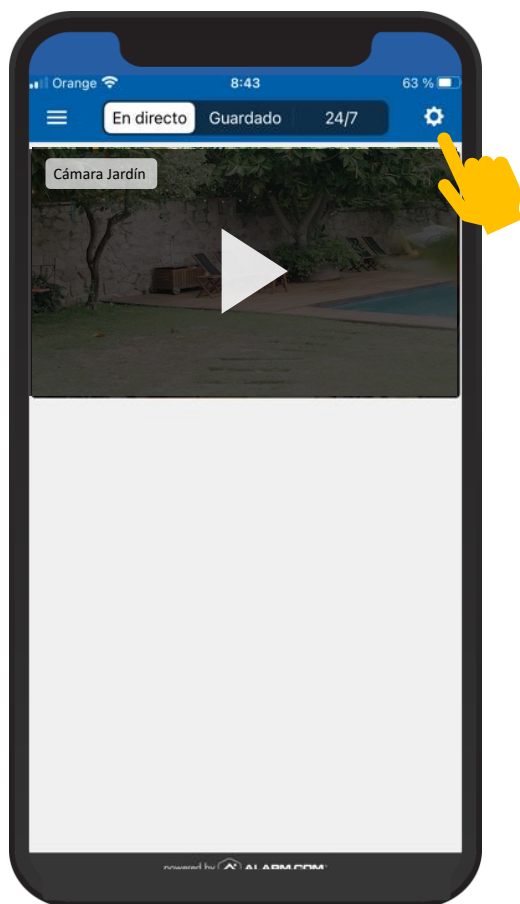 Orange 8:43 63 %
En directo Guardado 24/7
Cámara Jardín
powered by ALARM.COM